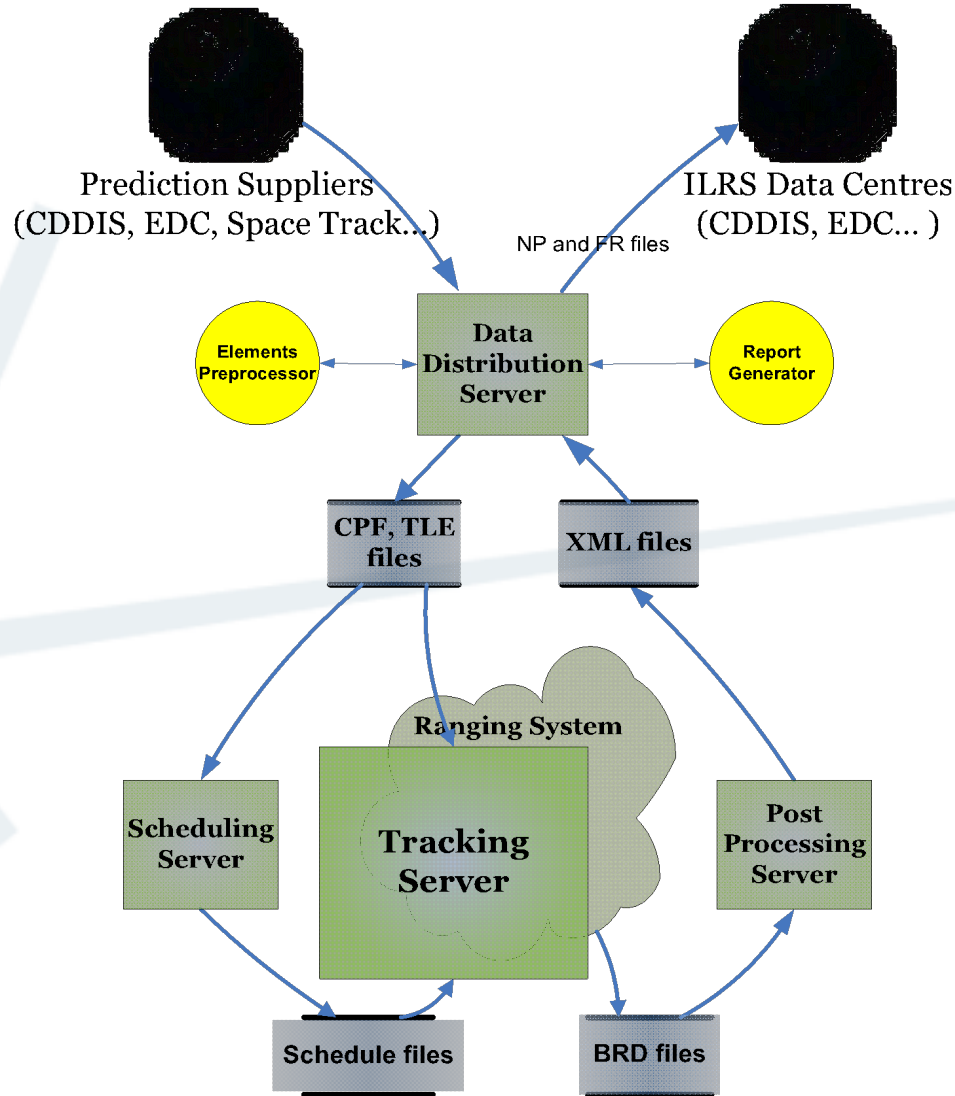 Prediction Suppliers
(CDDIS, EDC, Space Track...)
ILRS Data Centres
(CDDIS, EDC... )
NP and FR files
Elements
Preprocessor
Data
Distribution
Server
Report
Generator
CPF, TLE
files
XML files
Ranging System
Scheduling
Server
Tracking
Server
Post
Processing
Server
Schedule files
BRD files